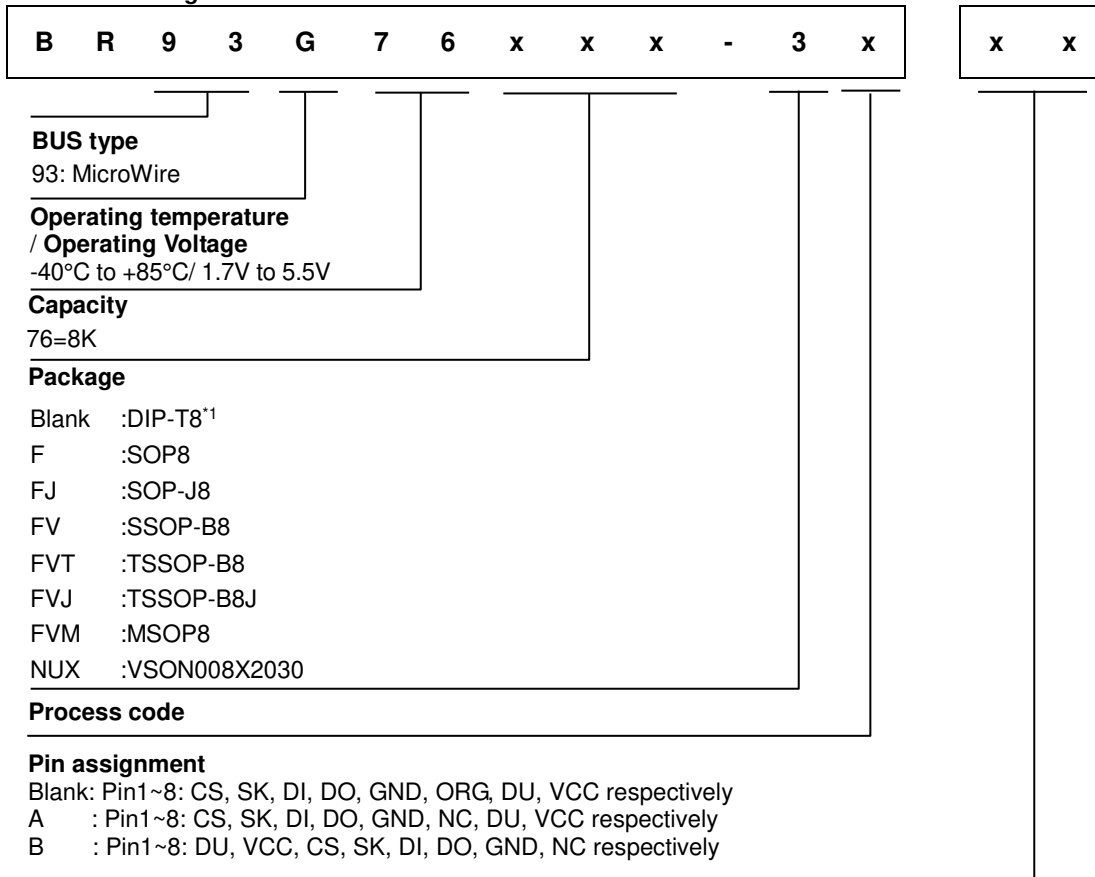 B R 9 3 G 7 6 x x x - 3 x x x
BUS type
93: MicroWire
Operating temperature
/ Operating Voltage
-40°C to +85°C/ 1.7V to 5.5V
Capacity
76=8K
Package
Blank :DIP-T8*1
F :SOP8
FJ :SOP-J8
FV :SSOP-B8
FVT :TSSOP-B8
FVJ :TSSOP-B8J
FVM :MSOP8
NUX :VSON008X2030
Process code
Pin assignment
Blank: Pin1~8: CS, SK, DI, DO, GND, ORG, DU, VCC respectively
A : Pin1~8: CS, SK, DI, DO, GND, NC, DU, VCC respectively
B : Pin1~8: DU, VCC, CS, SK, DI, DO, GND, NC respectively